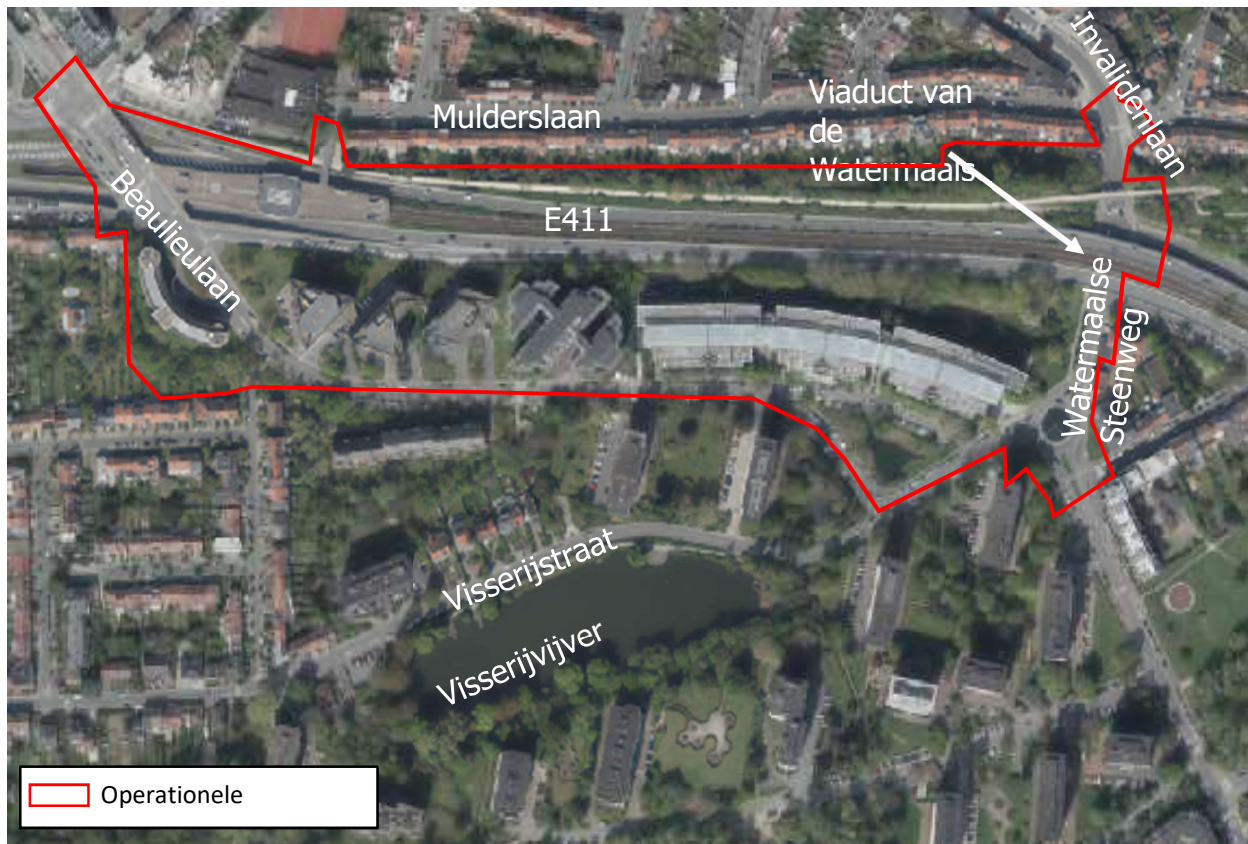 Invalidenlaan
Viaduct van
de
Watermaals
Mulderslaan
Beaulieulaan
E411
Watermaalse
Steenweg
Visserijstraat
Visserijvijver
Operationele